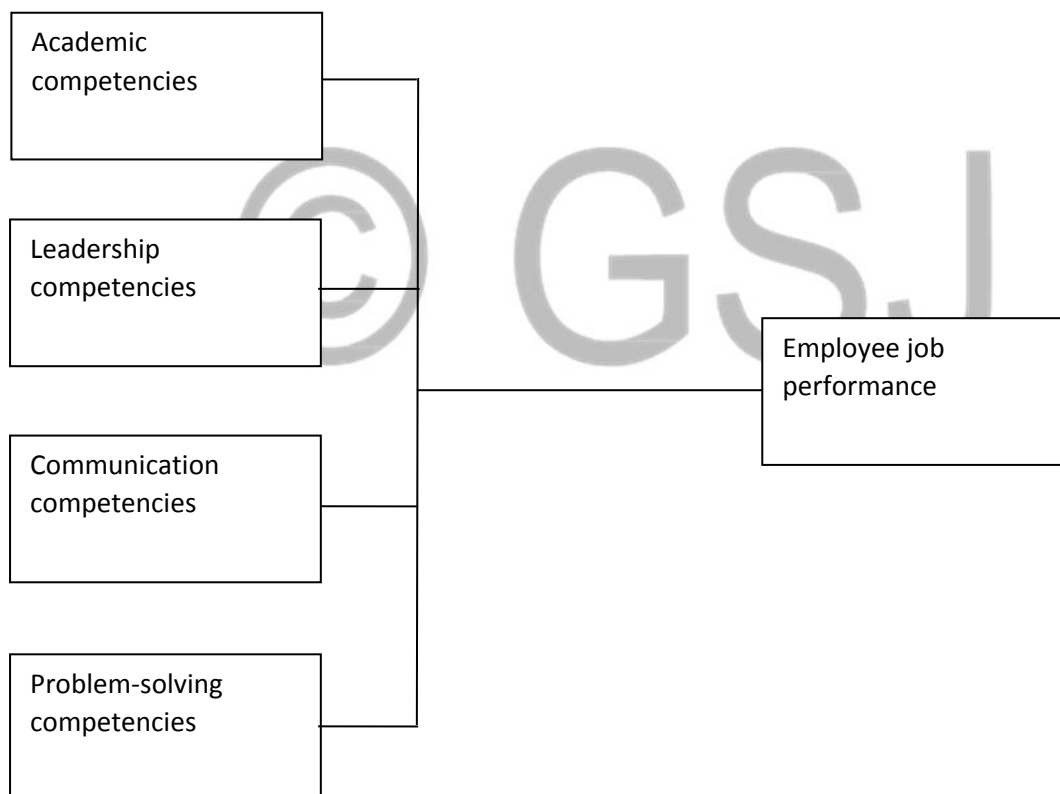 Academic
competencies
© GSJ
Leadership
competencies
Employee job
performance
Communication
competencies
Problem-solving
competencies